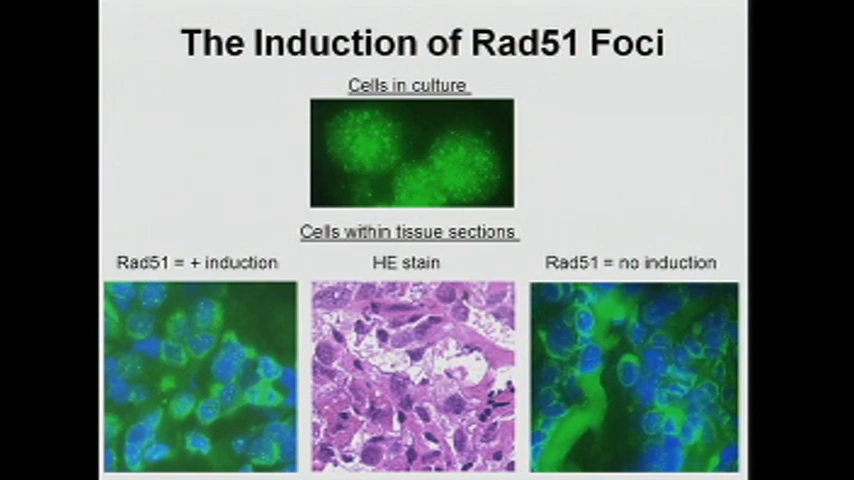 The Induction of Rad51 Foci
Cells in culture
Cells within tissue sections
Rad51 = + induction
HE stain
Rad51 = no induction